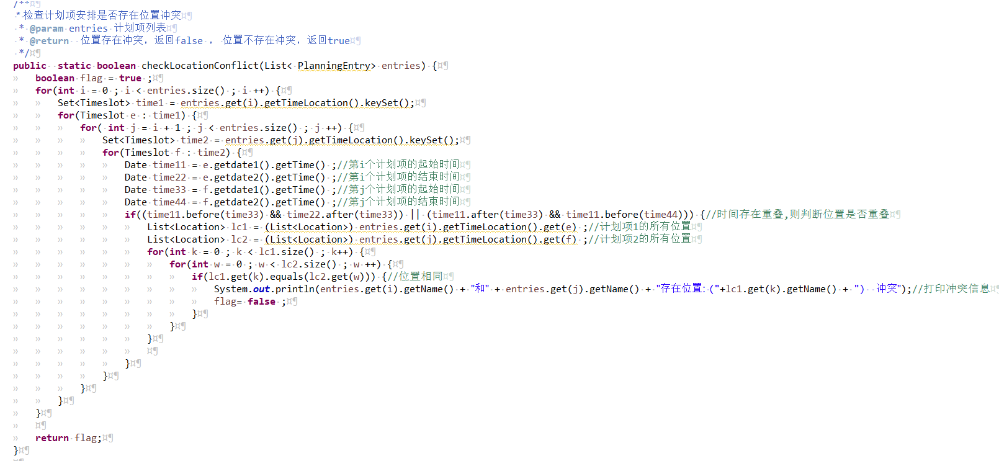 /**
 * 检查计划项安排是否存在位置冲突
 * @param entries 计划项列表
 * @return  位置存在冲突，返回false ， 位置不存在冲突，返回true
 */
public  static boolean checkLocationConflict(List< PlanningEntry> entries) {
    boolean flag = true ;
    for(int i = 0 ; i < entries.size() ; i ++) {
        Set<Timeslot> time1 = entries.get(i).getTimeLocation().keySet();
        for(Timeslot e : time1) {
            for( int j = i + 1 ; j < entries.size() ; j ++) {
                Set<Timeslot> time2 = entries.get(j).getTimeLocation().keySet();
                for(Timeslot f : time2) {
                    Date time11 = e.getdate1().getTime() ;//第i个计划项的起始时间
                    Date time22 = e.getdate2().getTime() ;//第i个计划项的结束时间
                    Date time33 = f.getdate1().getTime() ;//第j个计划项的起始时间
                    Date time44 = f.getdate2().getTime() ;//第j个计划项的结束时间
                    if((time11.before(time33) && time22.after(time33)) || (time11.after(time33) && time11.before(time44))) {//时间存在重叠,则判断位置是否重叠
                        List<Location> lc1 = (List<Location>) entries.get(i).getTimeLocation().get(e) ;//计划项1的所有位置
                        List<Location> lc2 = (List<Location>) entries.get(j).getTimeLocation().get(f) ;//计划项2的所有位置
                        for(int k = 0 ; k < lc1.size() ; k++) {
                            for(int w = 0 ; w < lc2.size() ; w ++) {
                                if(lc1.get(k).equals(lc2.get(w))) {//位置相同
                                    System.out.println(entries.get(i).getName() + "和" + entries.get(j).getName() + "存在位置：("+lc1.get(k).getName() + ")  冲突");//打印冲突信息
                                    flag= false ;
                                }
                            }
                        }
                    }
                }
            }
        }
    }
    return flag;
}